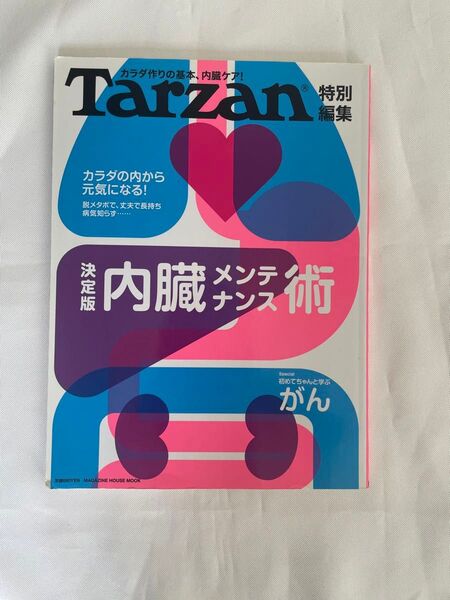 カラダ作りの基本、内臓ケア!
Tarzan®
特別
編集
カラダの内から
元気になる!
脱メタボで、丈夫で長持ち
病気知らず……
決定版
内臓メンテナンス術
Special
初めてちゃんと学ぶ
がん
MAGAZINE HOUSE MOOK